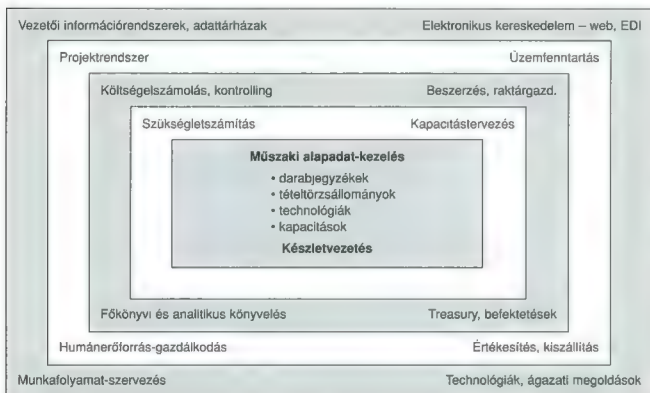 Vezetői információrendszerek, adattárházak
Elektronikus kereskedelem – web, EDI
Projektrendszer
Üzemfenntartás
Költségelszámolás, kontrolling
Beszerzés, raktárgazd.
Szükségletszámítás
Kapacitástervezés
Műszaki alapadat-kezelés
• darabjegyzékek
• tételtörzsállományok
• technológiák
• kapacitások
Készletvezetés
Főkönyvi és analitikus könyvelés
Treasury, befektetések
Humánerőforrás-gazdálkodás
Értékesítés, kiszállítás
Munkafolyamat-szervezés
Technológiák, ágazati megoldások